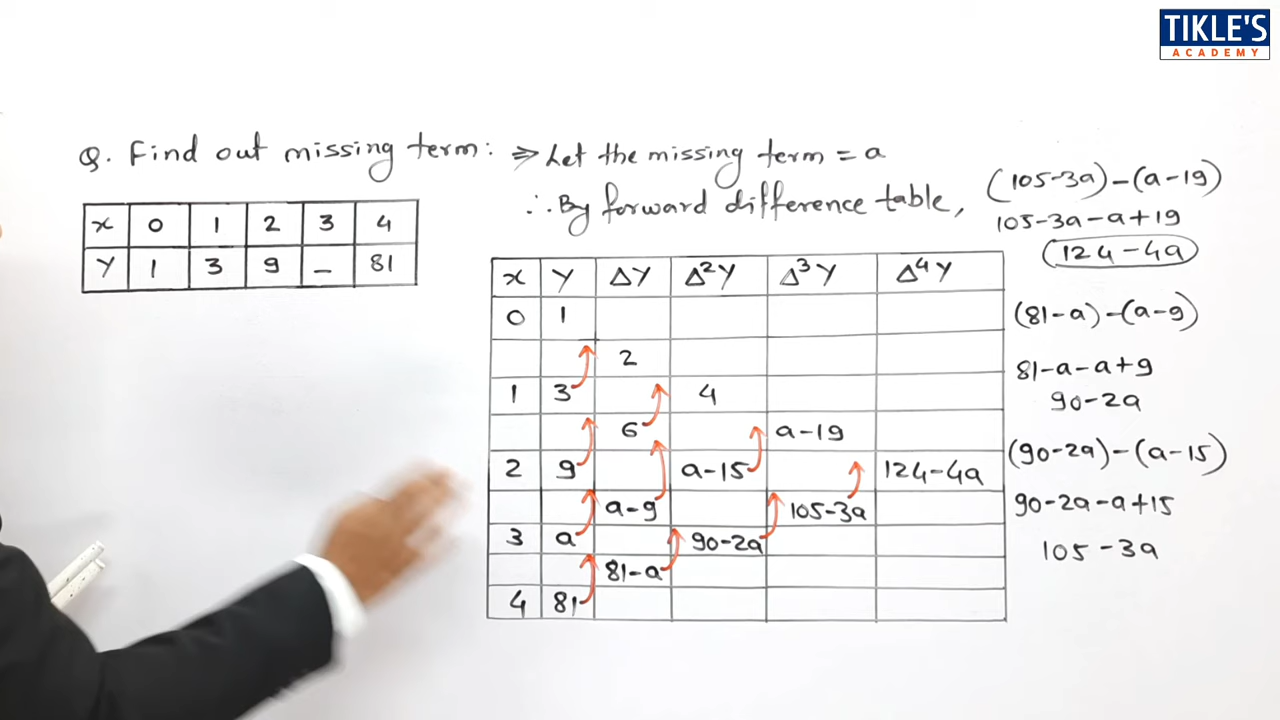 TIKLE'S
ACADEMY
Q. Find out missing term: ⇒ Let the missing term = a
∴ By forward difference table,
X 0 1 2 3 4
Y 1 3 9 – 81
x Y ΔY Δ²Y Δ³Y Δ⁴Y
0 1
2
1 3 4
6 a-19
2 9 a-15 124-4a
a-9 105-3a
3 a 90-2a
81-a
4 81
(105-3a)-(a-19)
105-3a-a+19
124-4a
(81-a)-(a-9)
81-a-a+9
90-2a
(90-2a)-(a-15)
90-2a-a+15
105-3a